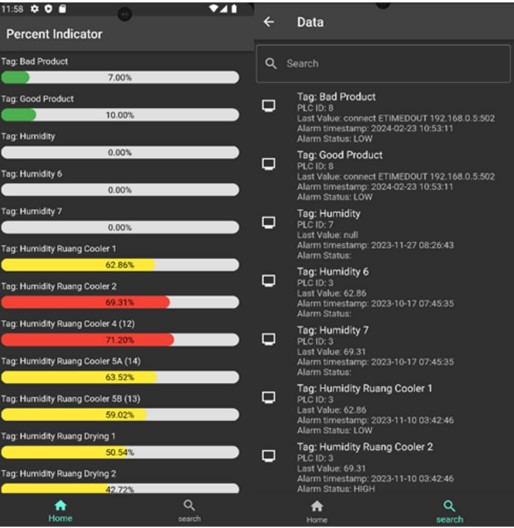 11:58
Percent Indicator
Tag: Bad Product
7.00%
Tag: Good Product
10.00%
Tag: Humidity
0.00%
Tag: Humidity 6
0.00%
Tag: Humidity 7
0.00%
Tag: Humidity Ruang Cooler 1
62.86%
Tag: Humidity Ruang Cooler 2
69.31%
Tag: Humidity Ruang Cooler 4 (12)
71.20%
Tag: Humidity Ruang Cooler 5A (14)
63.52%
Tag: Humidity Ruang Cooler 5B (13)
59.02%
Tag: Humidity Ruang Drying 1
50.54%
Tag: Humidity Ruang Drying 2
42.72%
Home
search
Data
Search
Tag: Bad Product
PLC ID: 8
Last Value: connect ETIMEDOUT 192.168.0.5:502
Alarm timestamp: 2024-02-23 10:53:11
Alarm Status: LOW
Tag: Good Product
PLC ID: 8
Last Value: connect ETIMEDOUT 192.168.0.5:502
Alarm timestamp: 2024-02-23 10:53:11
Alarm Status: LOW
Tag: Humidity
PLC ID: 7
Last Value: null
Alarm timestamp: 2023-11-27 08:26:43
Alarm Status:
Tag: Humidity 6
PLC ID: 3
Last Value: 62.86
Alarm timestamp: 2023-10-17 07:45:35
Alarm Status:
Tag: Humidity 7
PLC ID: 3
Last Value: 69.31
Alarm timestamp: 2023-10-17 07:45:35
Alarm Status:
Tag: Humidity Ruang Cooler 1
PLC ID: 3
Last Value: 62.86
Alarm timestamp: 2023-11-10 03:42:46
Alarm Status: LOW
Tag: Humidity Ruang Cooler 2
PLC ID: 3
Last Value: 69.31
Alarm timestamp: 2023-11-10 03:42:46
Alarm Status: HIGH
Home
search